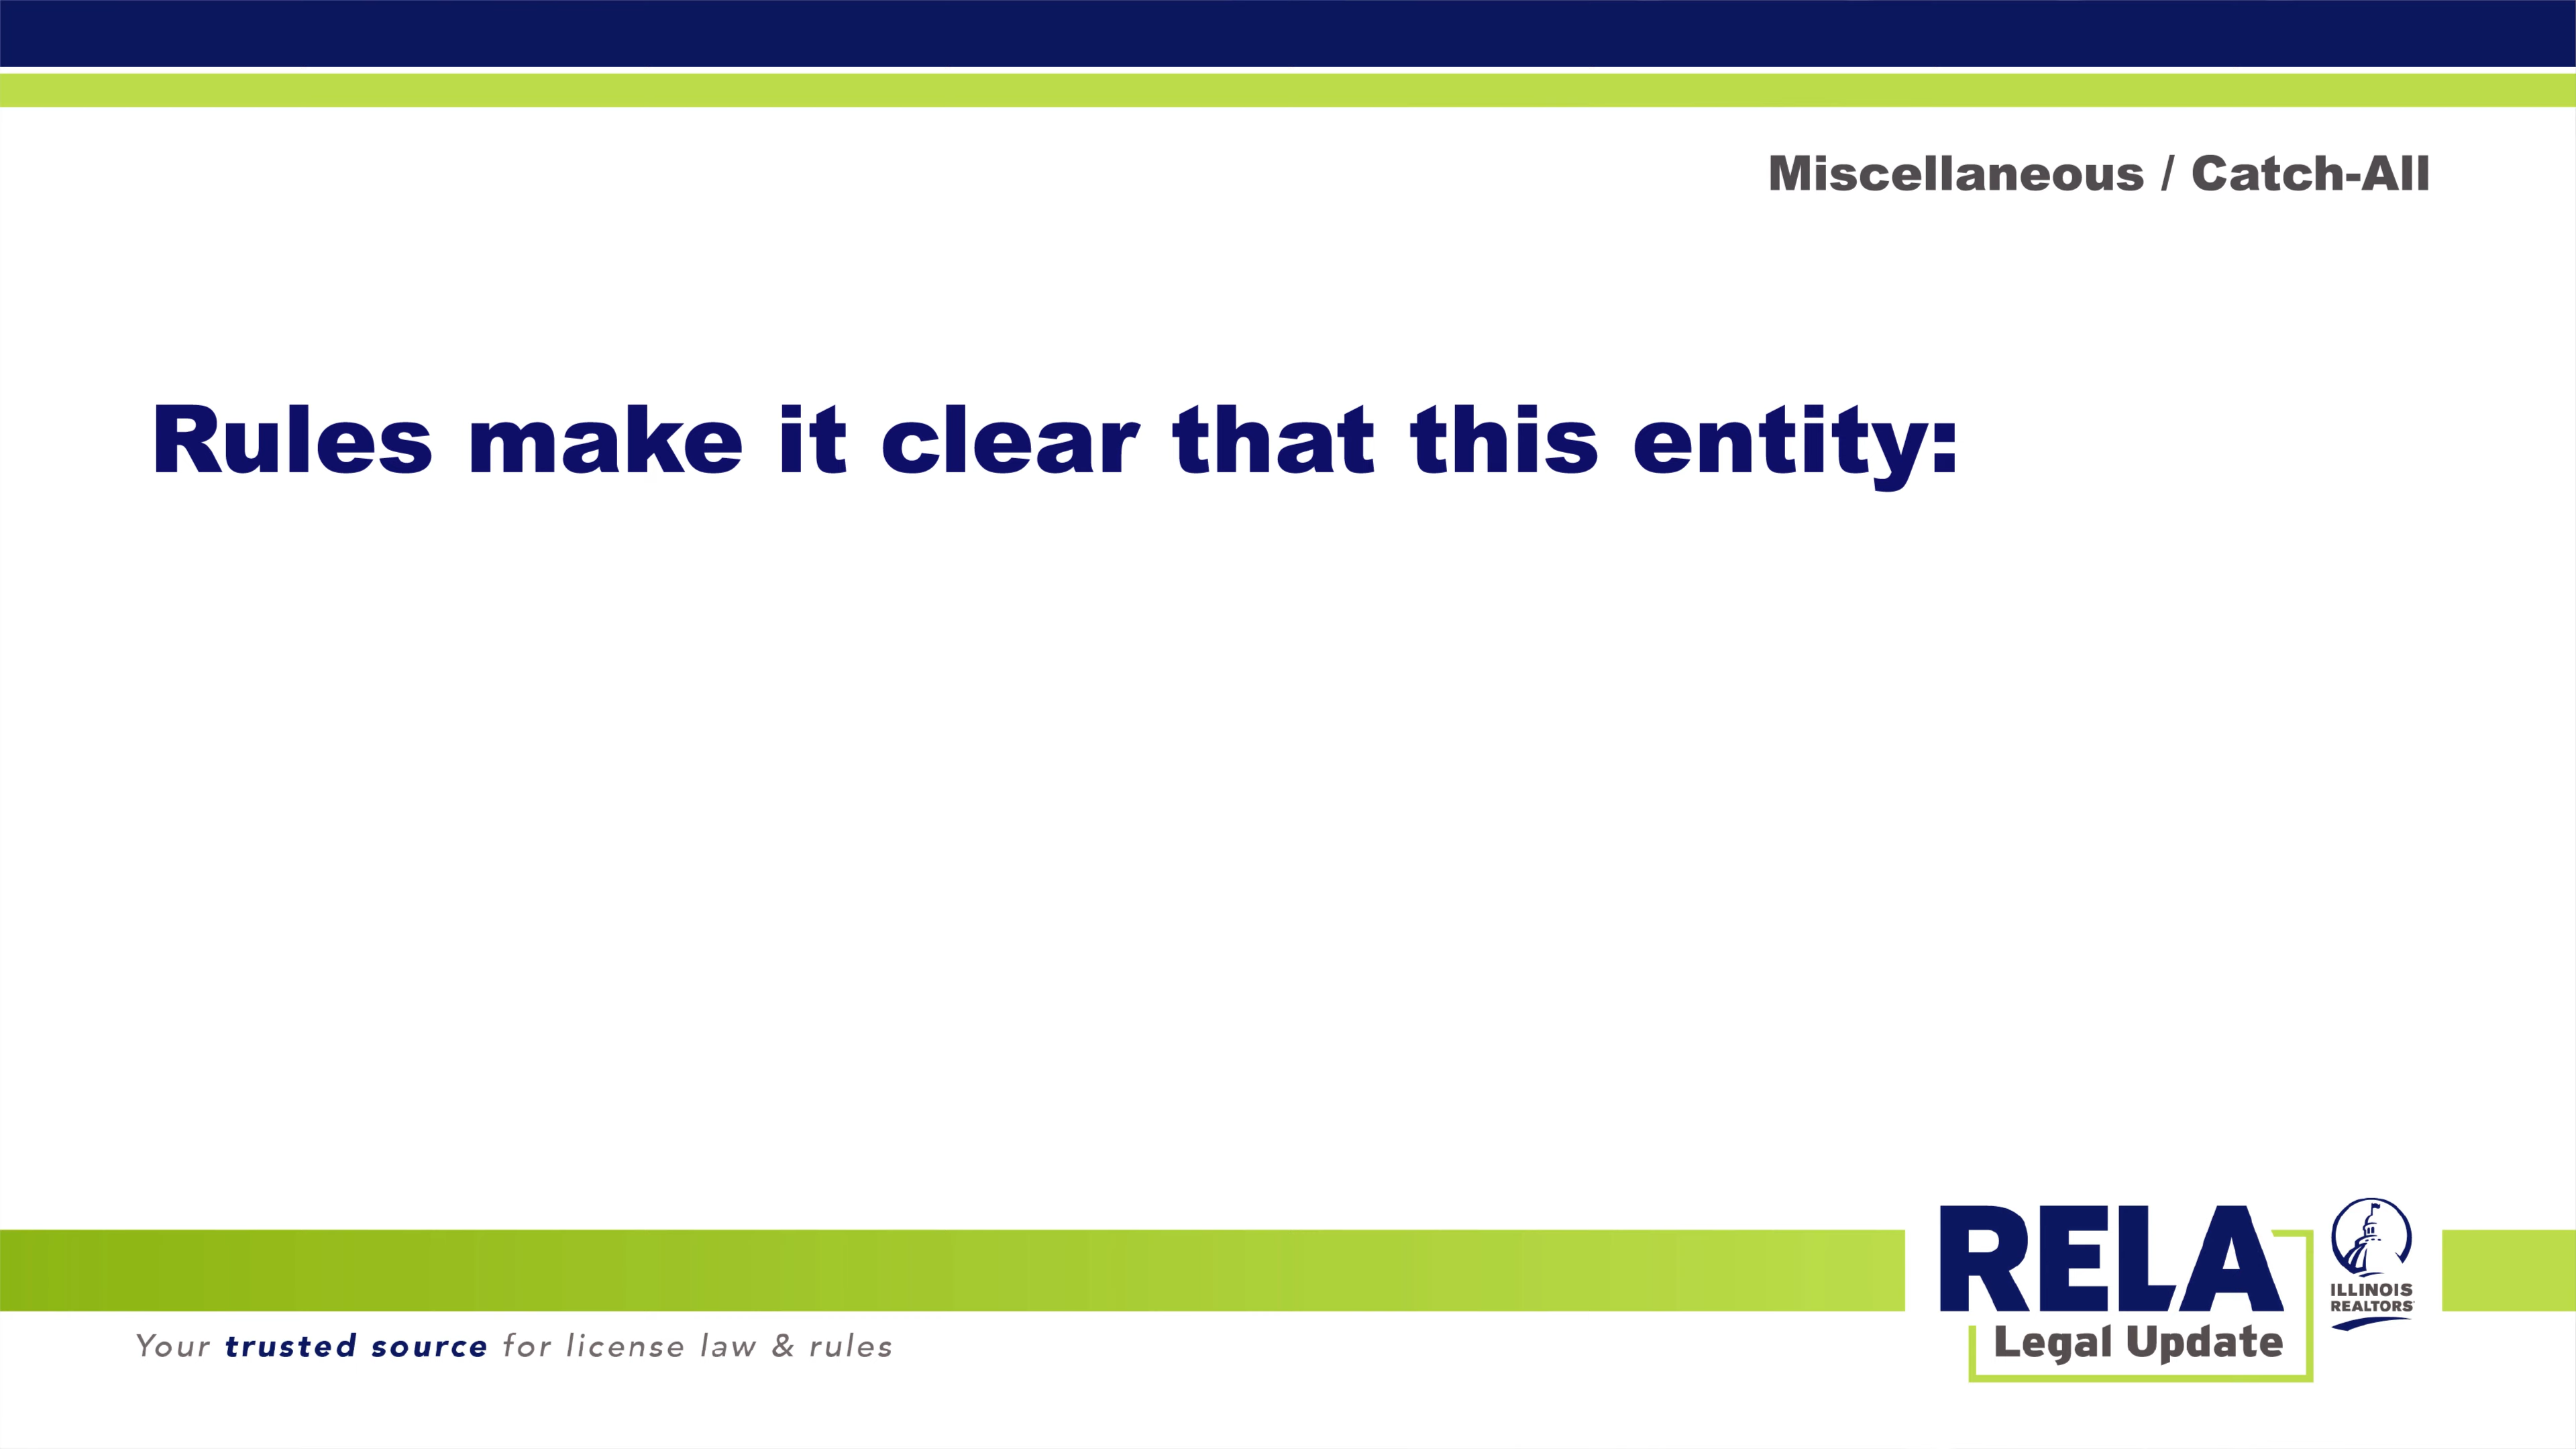 Miscellaneous / Catch-All
Rules make it clear that this entity:
RELA
ILLINOIS
REALTORS
Legal Update
Your trusted source for license law & rules